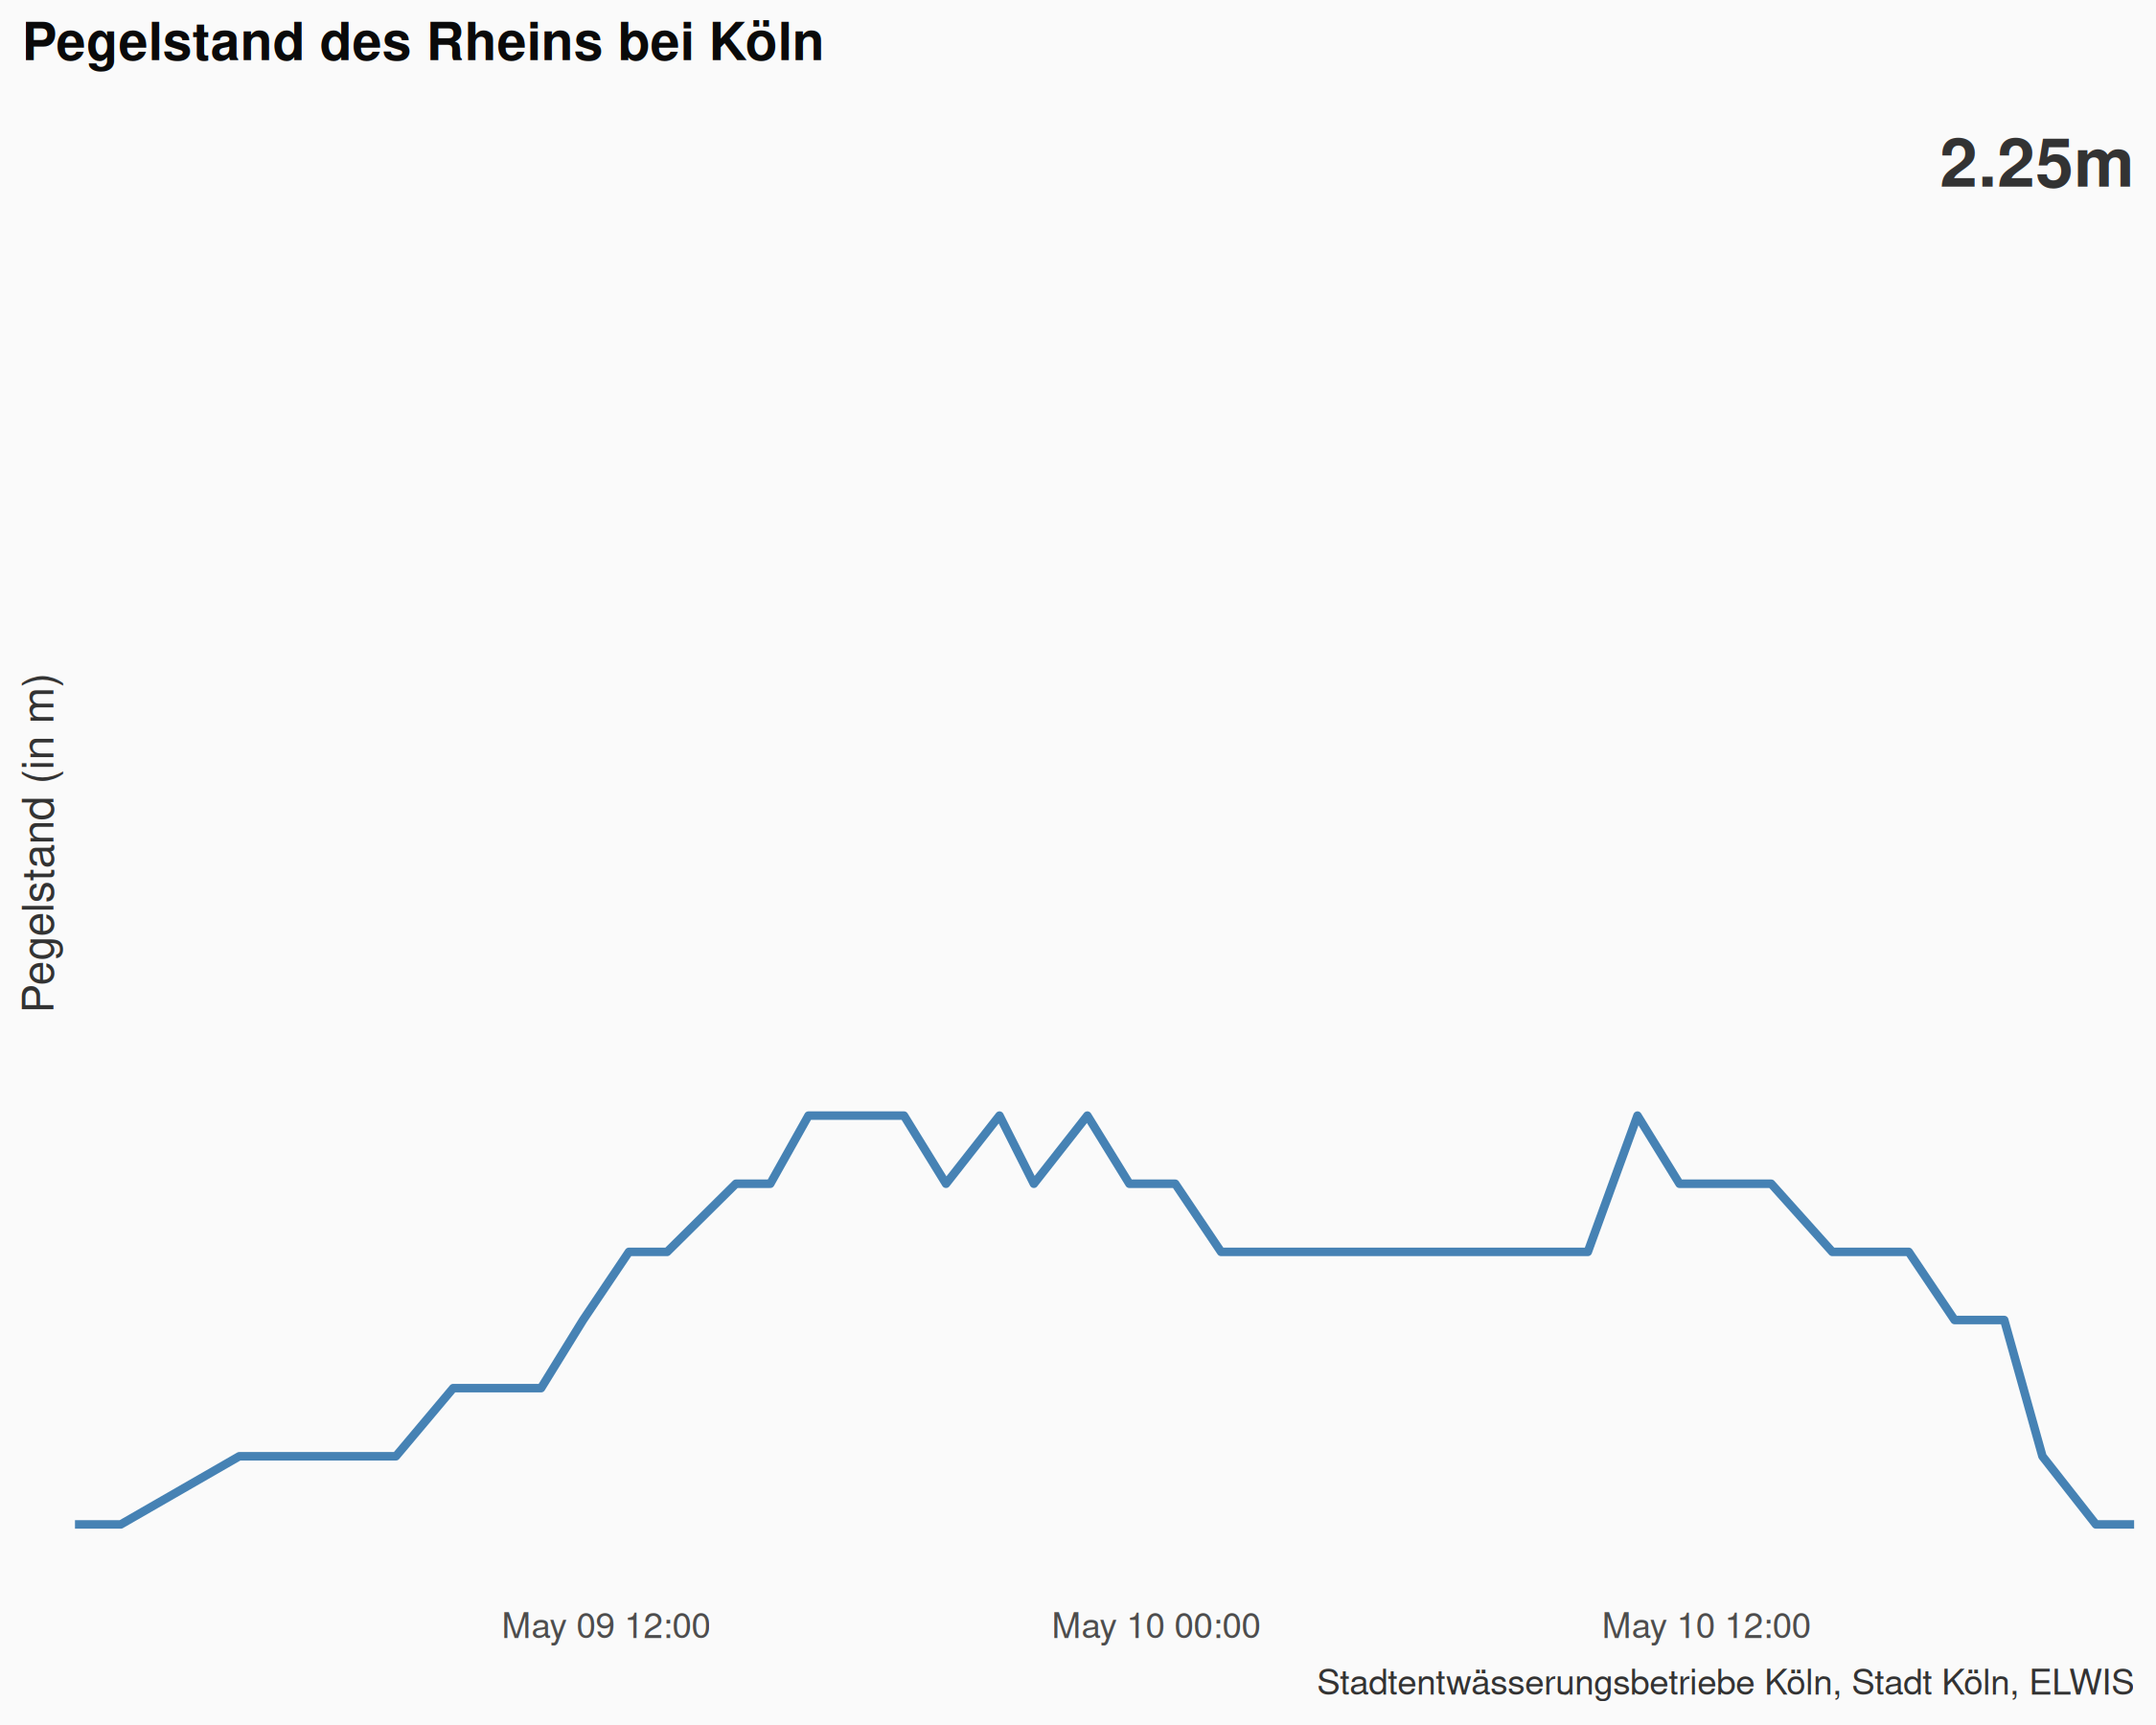 Pegelstand des Rheins bei Köln
2.25m
Pegelstand (in m)
May 09 12:00
May 10 00:00
May 10 12:00
Stadtentwässerungsbetriebe Köln, Stadt Köln, ELWIS